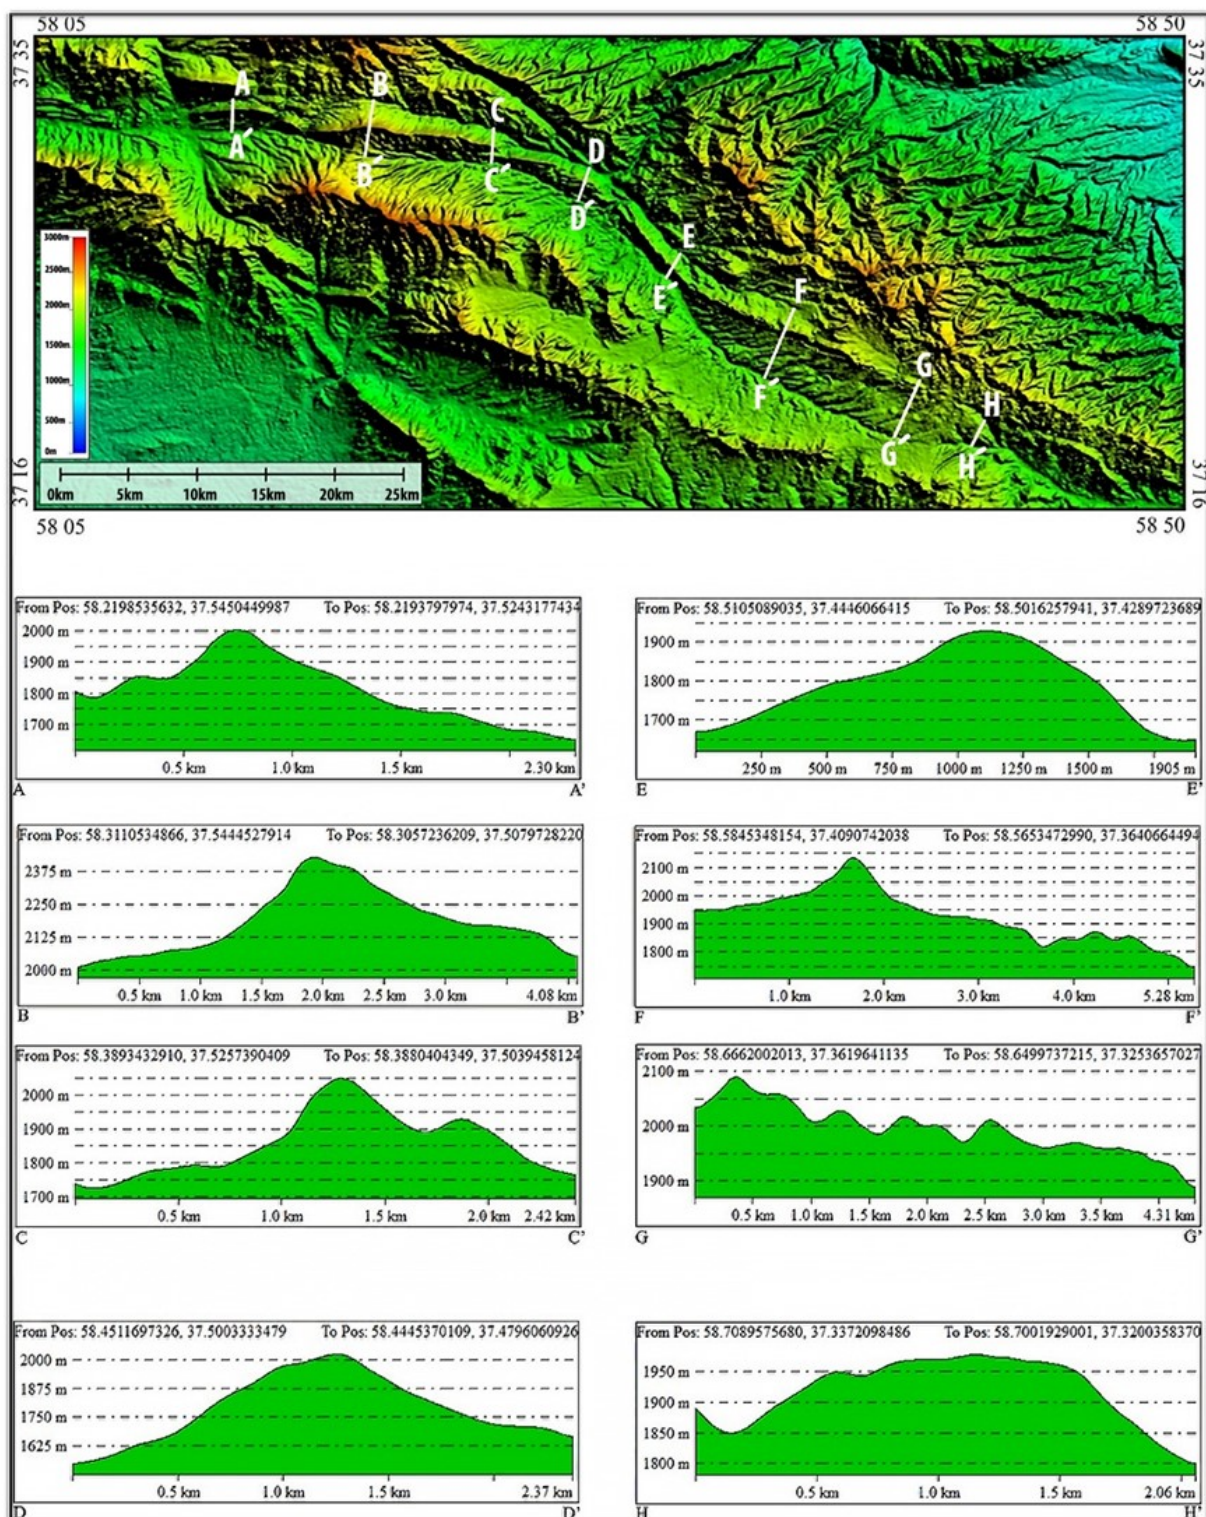 58 05
58 50
37 35
37 35
A
B
C
D
A'
B'
C'
D'
E
E'
F
F'
G
G'
H
H'
3000m
2500m
2000m
1500m
1000m
500m
0m
0km 5km 10km 15km 20km 25km
37 16
37 16
58 05
58 50
From Pos: 58.2198535632, 37.5450449987 To Pos: 58.2193797974, 37.5243177434
2000 m
1900 m
1800 m
1700 m
0.5 km 1.0 km 1.5 km 2.30 km
A A'
From Pos: 58.5105089035, 37.4446066415 To Pos: 58.5016257941, 37.4289723689
1900 m
1800 m
1700 m
250 m 500 m 750 m 1000 m 1250 m 1500 m 1905 m
E E'
From Pos: 58.3110534866, 37.5444527914 To Pos: 58.3057236209, 37.5079728220
2375 m
2250 m
2125 m
2000 m
0.5 km 1.0 km 1.5 km 2.0 km 2.5 km 3.0 km 4.08 km
B B'
From Pos: 58.5845348154, 37.4090742038 To Pos: 58.5653472990, 37.3640664494
2100 m
2000 m
1900 m
1800 m
1.0 km 2.0 km 3.0 km 4.0 km 5.28 km
F F'
From Pos: 58.3893432910, 37.5257390409 To Pos: 58.3880404349, 37.5039458124
2000 m
1900 m
1800 m
1700 m
0.5 km 1.0 km 1.5 km 2.0 km 2.42 km
C C'
From Pos: 58.6662002013, 37.3619641135 To Pos: 58.6499737215, 37.3253657027
2100 m
2000 m
1900 m
0.5 km 1.0 km 1.5 km 2.0 km 2.5 km 3.0 km 3.5 km 4.31 km
G G'
From Pos: 58.4511697326, 37.5003333479 To Pos: 58.4445370109, 37.4796060926
2000 m
1875 m
1750 m
1625 m
0.5 km 1.0 km 1.5 km 2.37 km
D D'
From Pos: 58.7089575680, 37.3372098486 To Pos: 58.7001929001, 37.3200358370
1950 m
1900 m
1850 m
1800 m
0.5 km 1.0 km 1.5 km 2.06 km
H H'